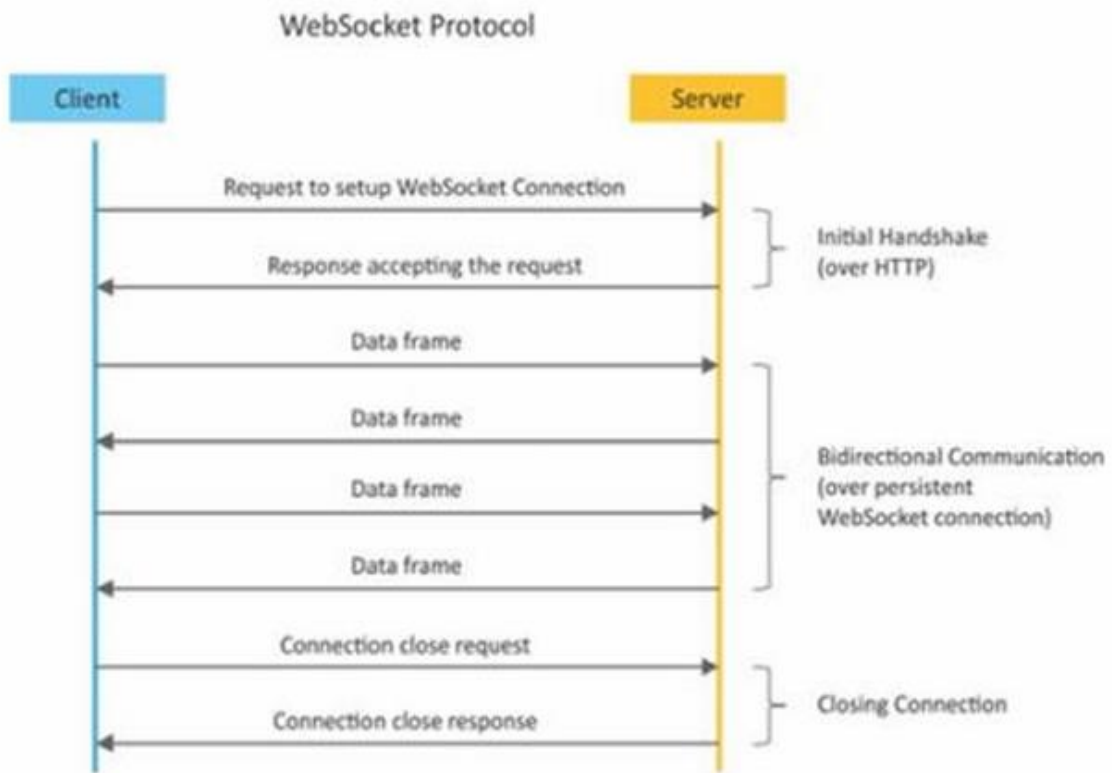 WebSocket Protocol
Client
Server
Request to setup WebSocket Connection
Response accepting the request
Initial Handshake
(over HTTP)
Data frame
Data frame
Data frame
Data frame
Bidirectional Communication
(over persistent
WebSocket connection)
Connection close request
Connection close response
Closing Connection